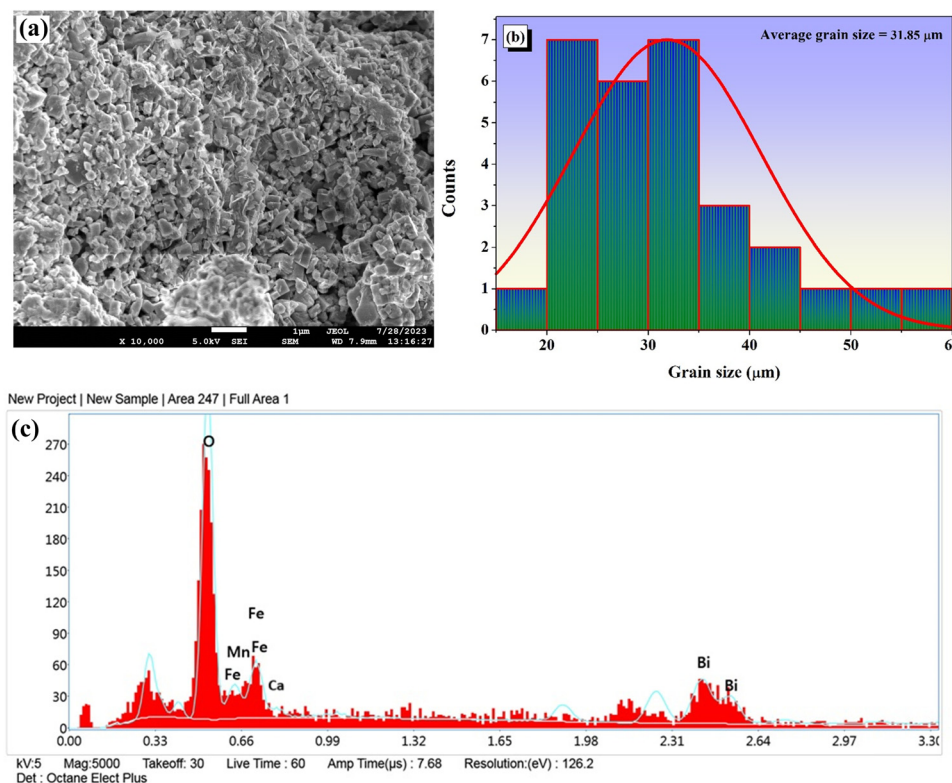 (a)
1μm JEOL 7/28/2023
X 10,000 5.0kV SEI SEM WD 7.9mm 13:16:27
(b)
Average grain size = 31.85 μm
Counts
7
6
5
4
3
2
1
0
20 30 40 50 60
Grain size (μm)
New Project | New Sample | Area 247 | Full Area 1
(c)
270
240
210
180
150
120
90
60
30
0
O
Fe
Mn Fe
Fe
Ca
Bi
Bi
0.00 0.33 0.66 0.99 1.32 1.65 1.98 2.31 2.64 2.97 3.30
kV:5 Mag:5000 Takeoff: 30 Live Time : 60 Amp Time(μs) : 7.68 Resolution:(eV) : 126.2
Det : Octane Elect Plus